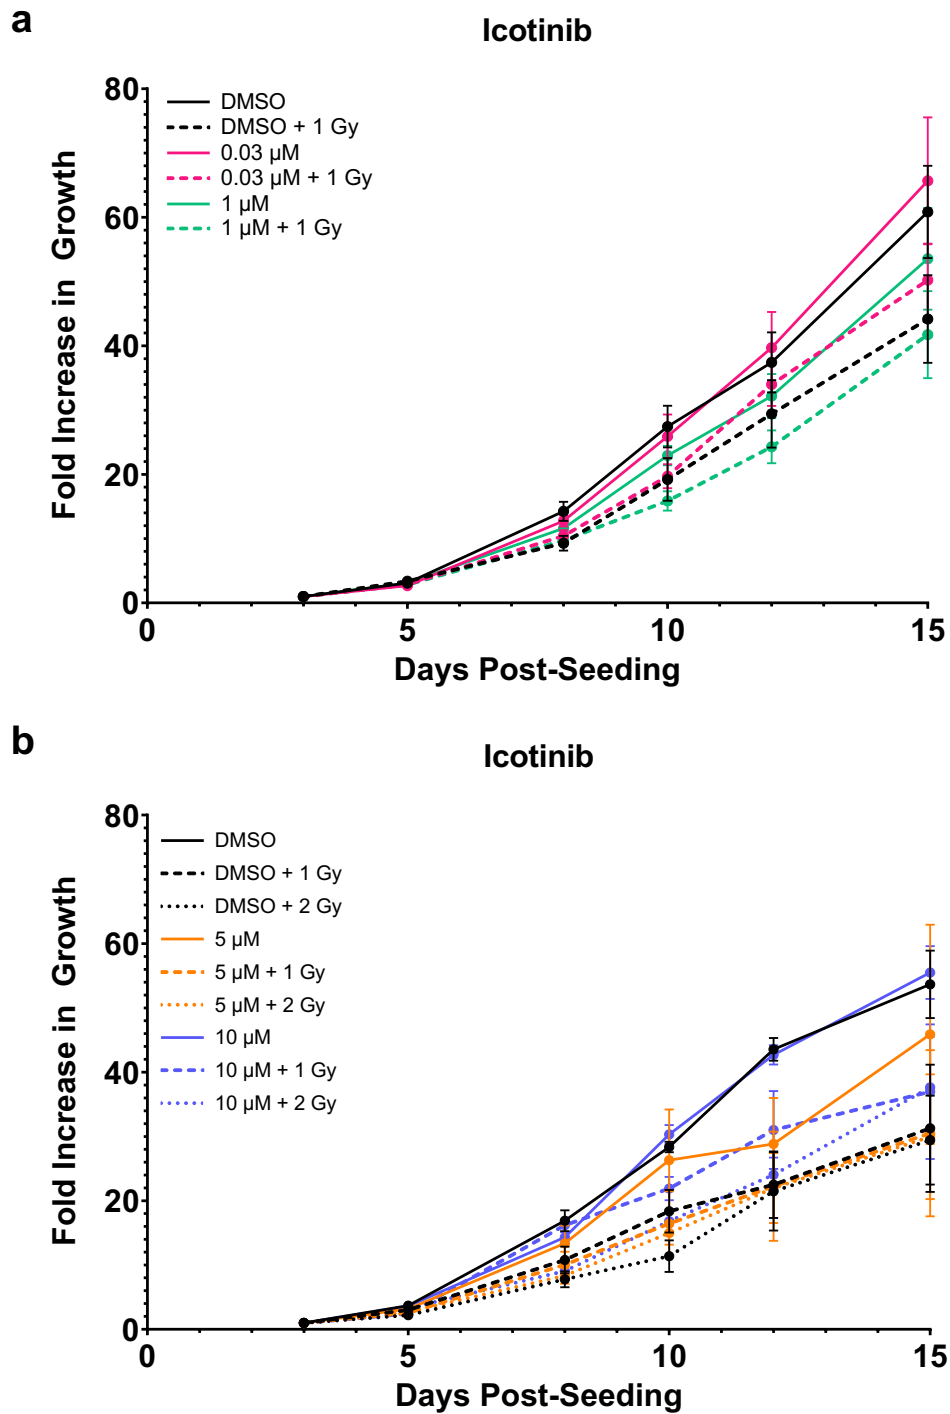 a
Icotinib
80
60
40
20
0
Fold Increase in Growth
DMSO
DMSO + 1 Gy
0.03 µM
0.03 µM + 1 Gy
1 µM
1 µM + 1 Gy
0 5 10 15
Days Post-Seeding
b
Icotinib
80
60
40
20
0
Fold Increase in Growth
DMSO
DMSO + 1 Gy
DMSO + 2 Gy
5 µM
5 µM + 1 Gy
5 µM + 2 Gy
10 µM
10 µM + 1 Gy
10 µM + 2 Gy
0 5 10 15
Days Post-Seeding